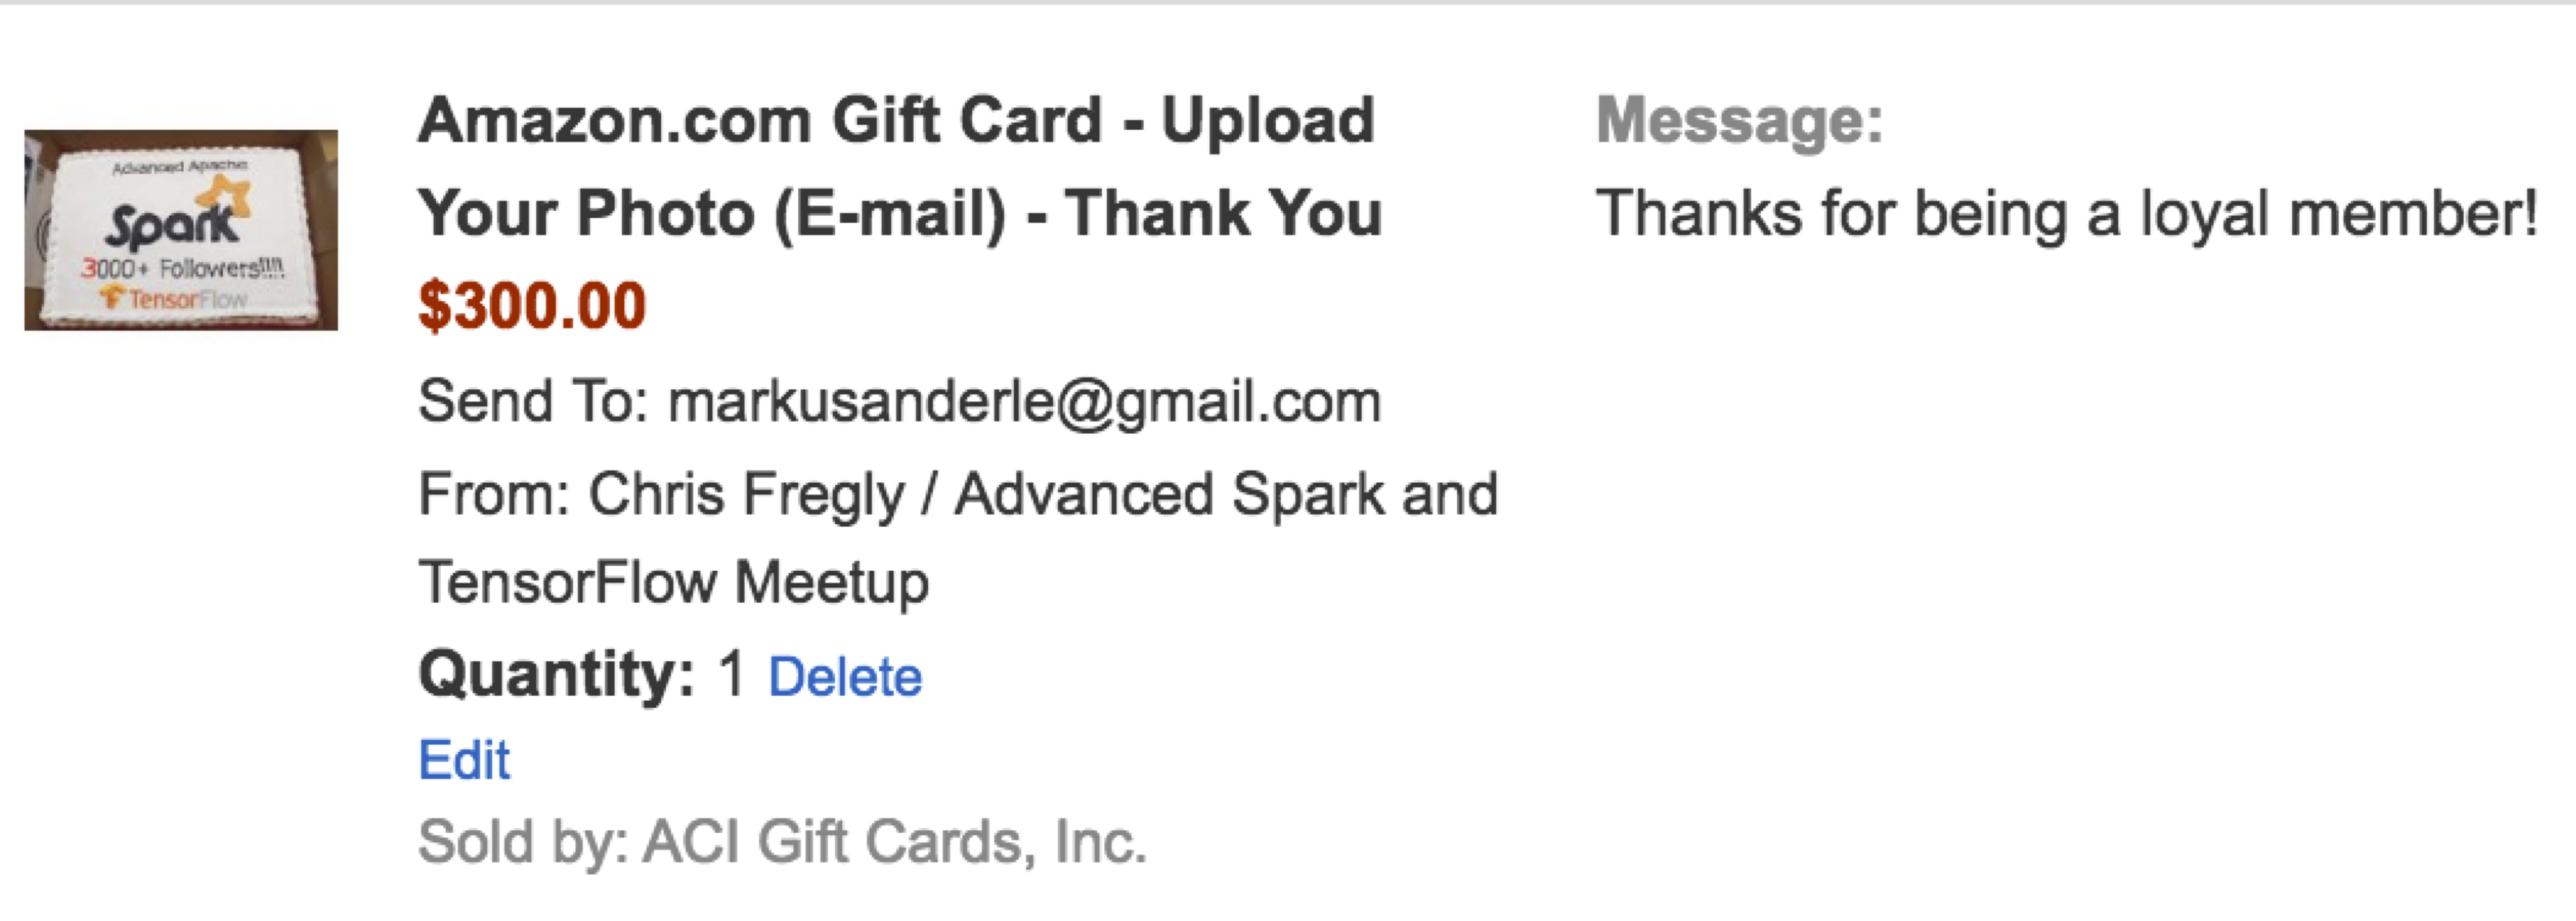 Advanced Apache
Spark
3000+ Followers!!!!
TensorFlow
Amazon.com Gift Card - Upload
Your Photo (E-mail) - Thank You
$300.00
Send To: markusanderle@gmail.com
From: Chris Fregly / Advanced Spark and
TensorFlow Meetup
Quantity: 1 Delete
Edit
Sold by: ACI Gift Cards, Inc.
Message:
Thanks for being a loyal member!